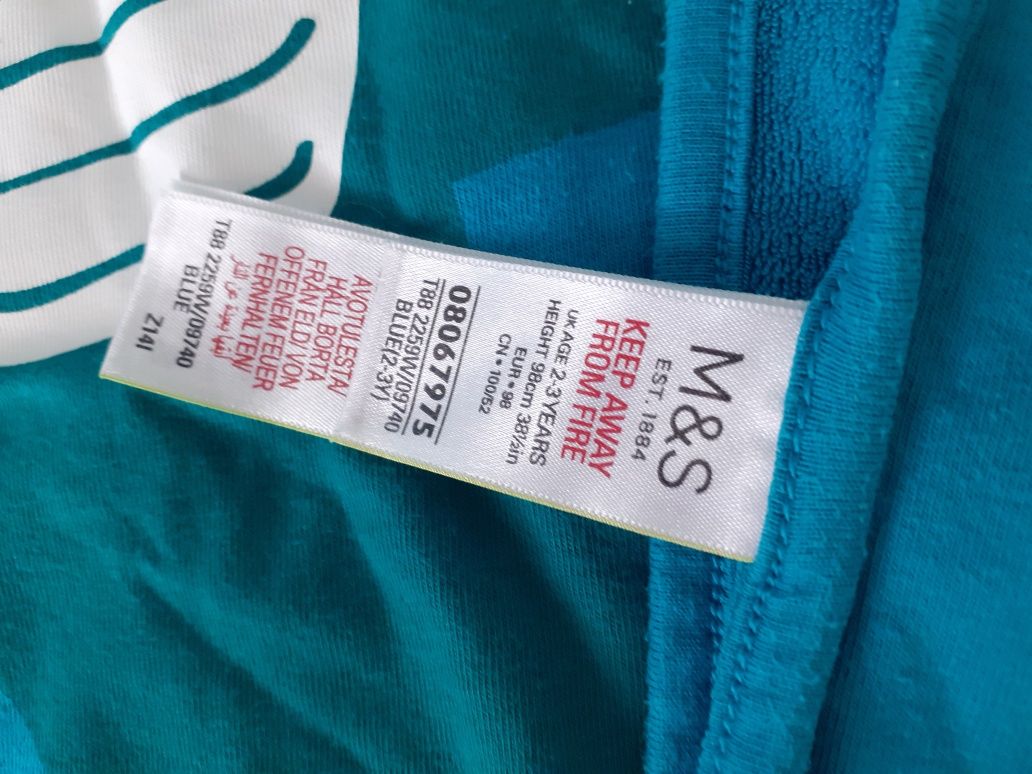 M&S
EST. 1884
KEEP AWAY
FROM FIRE
UK AGE 2-3 YEARS
HEIGHT 98cm 38½in
EUR • 98
CN • 100/52
08067975
T88 2259W/09740
BLUE(2-3Y)
AVOTULESTA
HÅLL BORTA
FRÅN ELD/ VON
OFFENEM FEUER
FERNHALTEN
T88 2259W/09740
BLUE
Z14I